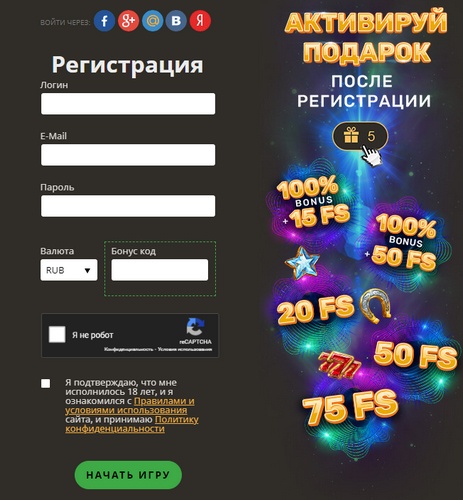 ВОЙТИ ЧЕРЕЗ:
Регистрация
Логин
E-Mail
Пароль
Валюта
Бонус код
RUB
Я не робот
reCAPTCHA
Конфиденциальность - Условия использования
Я подтверждаю, что мне
исполнилось 18 лет, и я
ознакомился с Правилами и
условиями использования
сайта, и принимаю Политику
конфиденциальности
НАЧАТЬ ИГРУ
АКТИВИРУЙ
ПОДАРОК
ПОСЛЕ
РЕГИСТРАЦИИ
5
100%
BONUS
+15 FS
100%
BONUS
+50 FS
20 FS
777
50 FS
75 FS